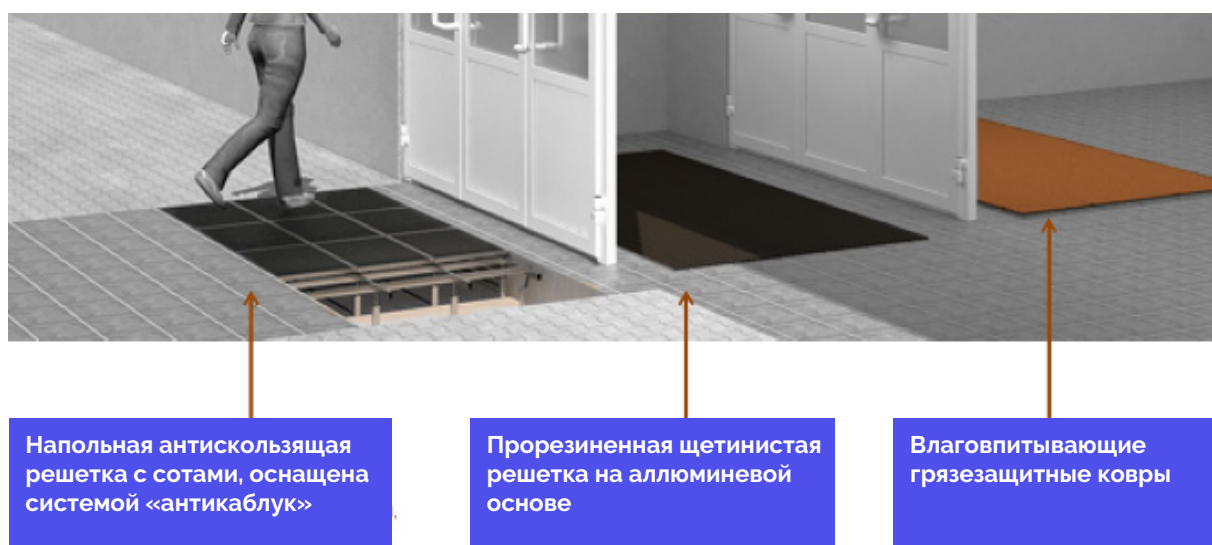 Напольная антискользящая
решетка с сотами, оснащена
системой «антикаблук»
Прорезиненная щетинистая
решетка на аллюминевой
основе
Влаговпитывающие
грязезащитные ковры